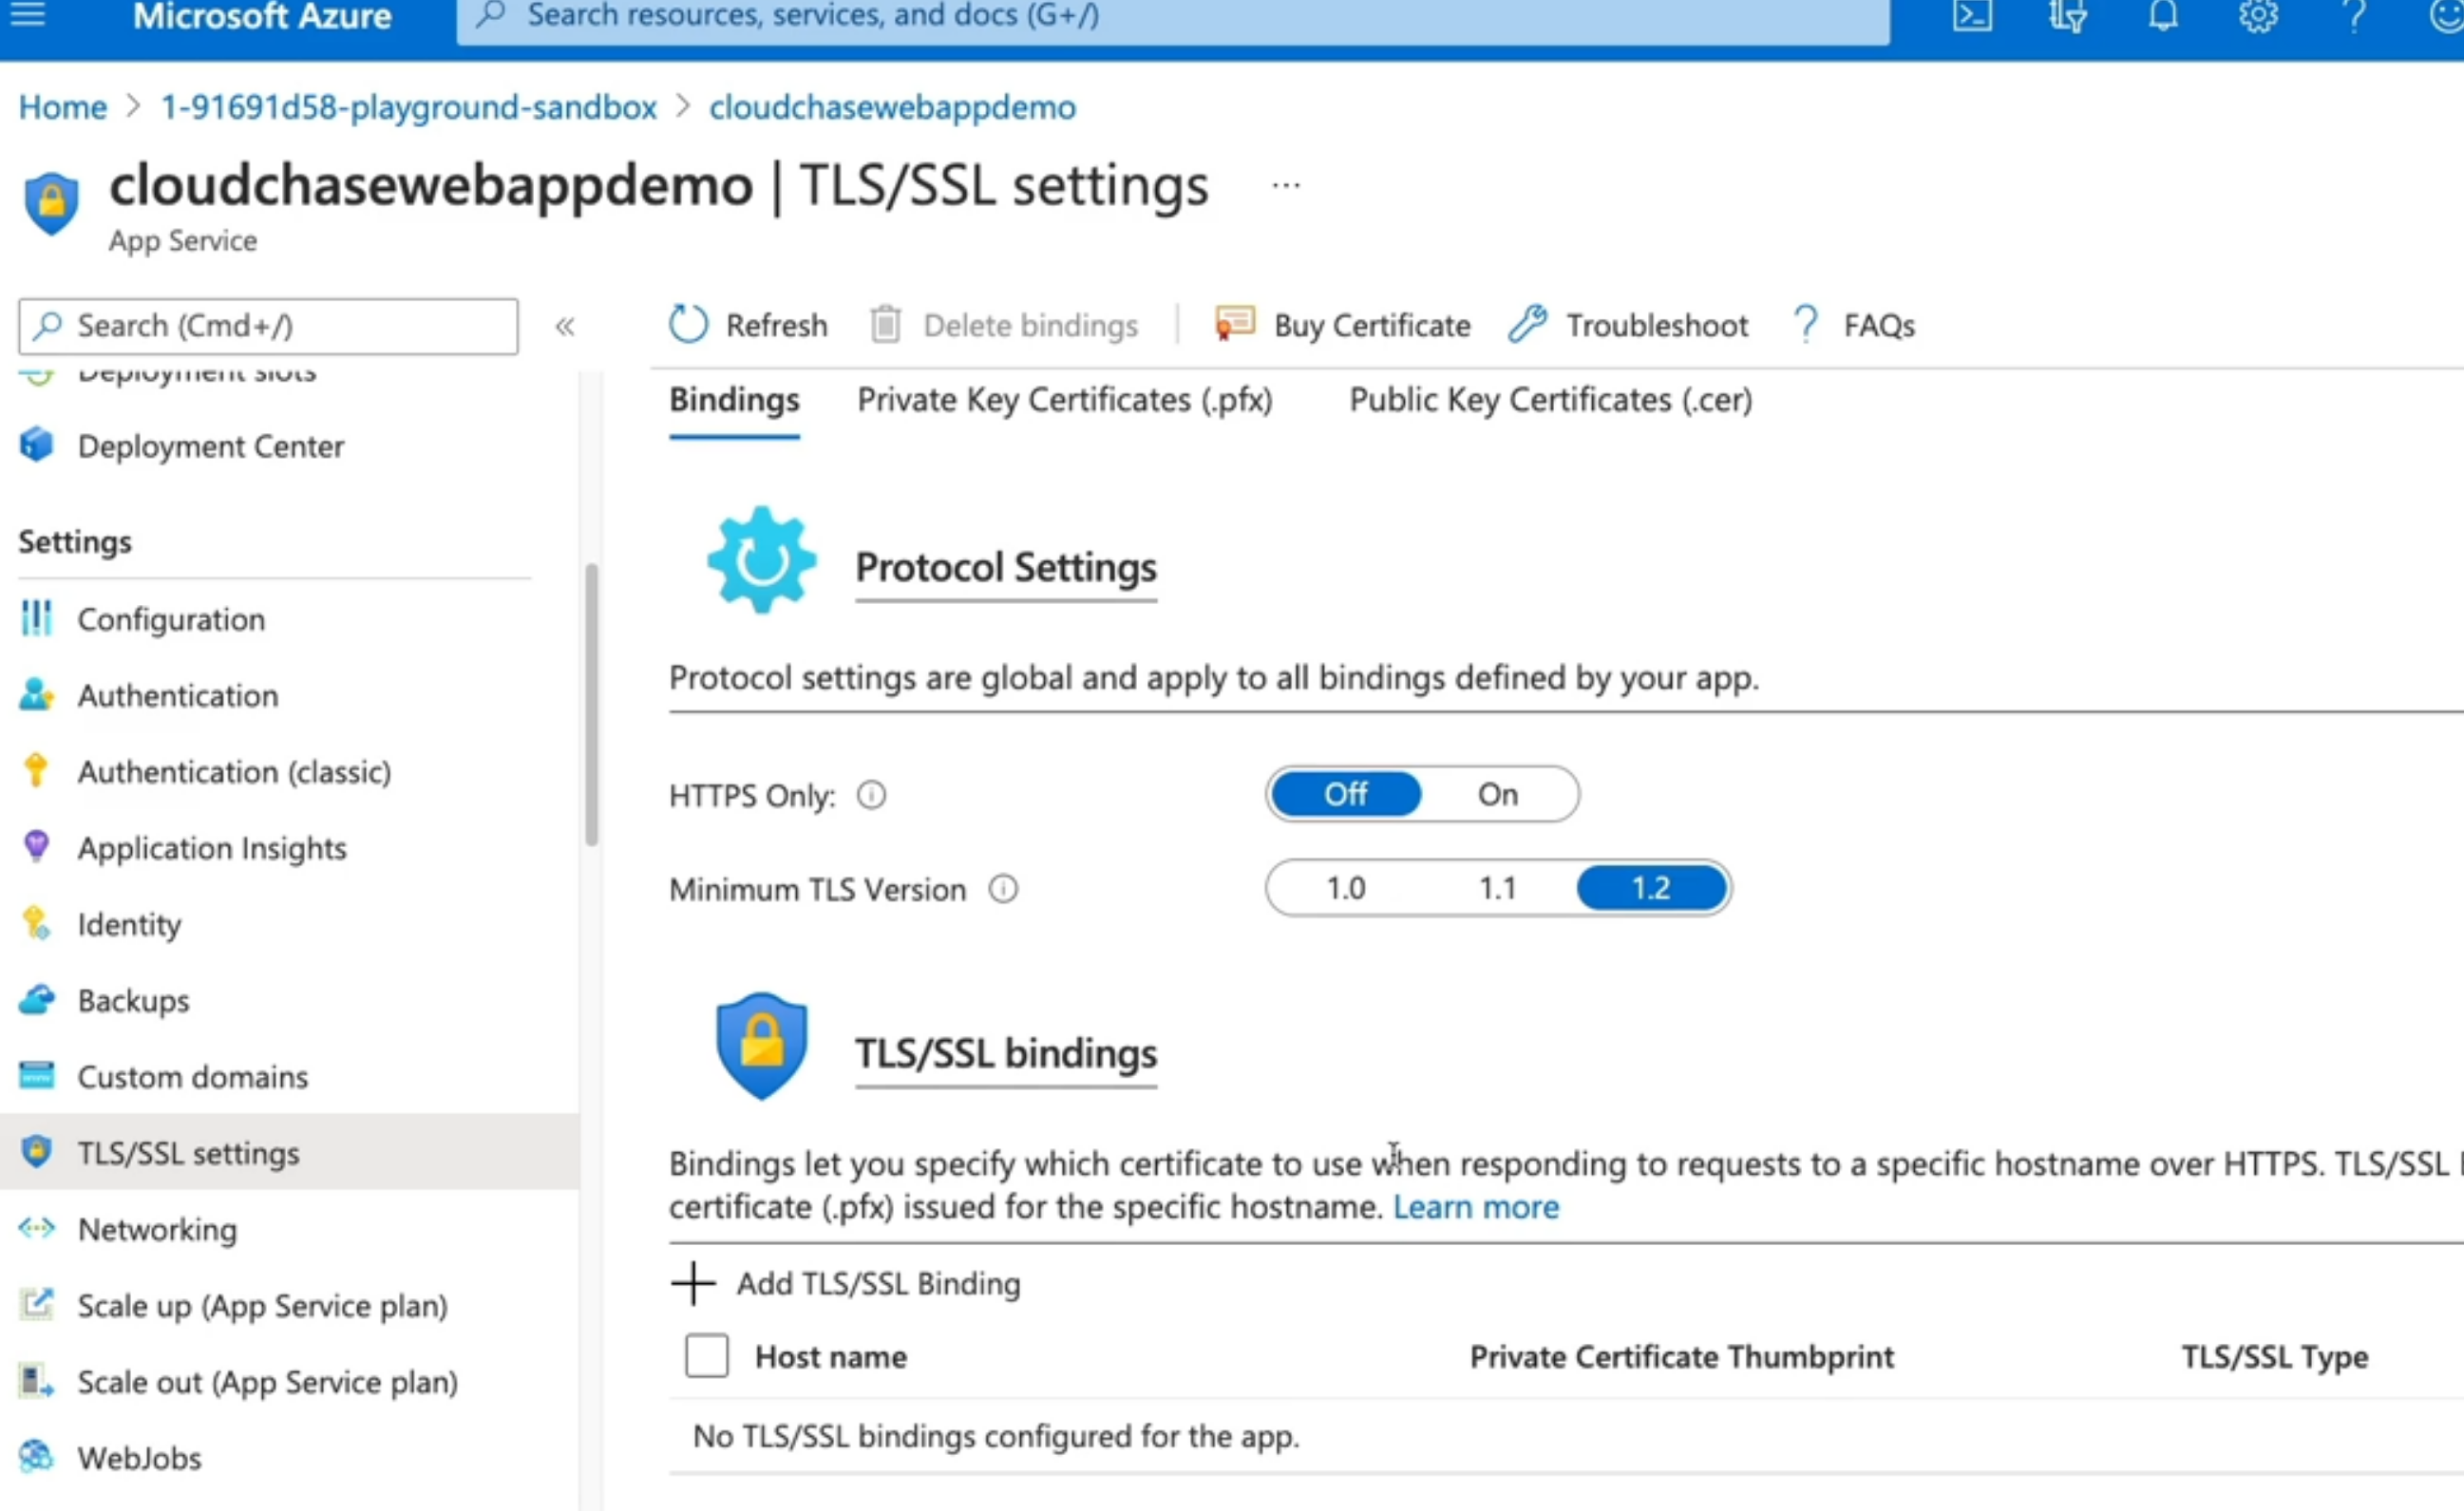 Microsoft Azure
Search resources, services, and docs (G+/)
Home > 1-91691d58-playground-sandbox > cloudchasewebappdemo
cloudchasewebappdemo | TLS/SSL settings ...
App Service
Search (Cmd+/)
«
Refresh
Delete bindings
Buy Certificate
Troubleshoot
FAQs
Deployment slots
Deployment Center
Settings
Configuration
Authentication
Authentication (classic)
Application Insights
Identity
Backups
Custom domains
TLS/SSL settings
Networking
Scale up (App Service plan)
Scale out (App Service plan)
WebJobs
Bindings
Private Key Certificates (.pfx)
Public Key Certificates (.cer)
Protocol Settings
Protocol settings are global and apply to all bindings defined by your app.
HTTPS Only: Off On
Minimum TLS Version 1.0 1.1 1.2
TLS/SSL bindings
Bindings let you specify which certificate to use when responding to requests to a specific hostname over HTTPS. TLS/SSL
certificate (.pfx) issued for the specific hostname. Learn more
Add TLS/SSL Binding
Host name Private Certificate Thumbprint TLS/SSL Type
No TLS/SSL bindings configured for the app.